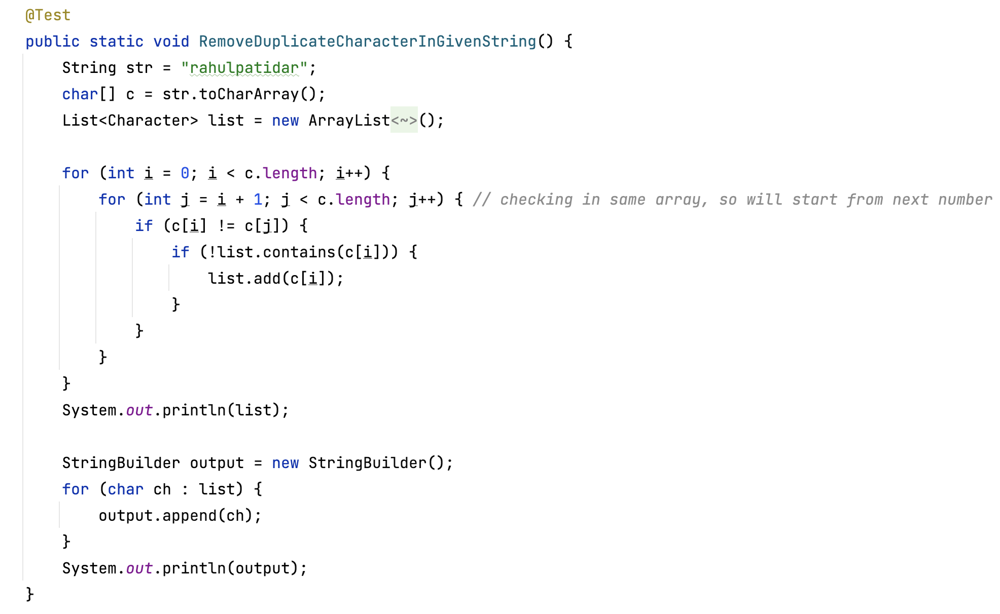 @Test
public static void RemoveDuplicateCharacterInGivenString() {
    String str = "rahulpatidar";
    char[] c = str.toCharArray();
    List<Character> list = new ArrayList<~>();

    for (int i = 0; i < c.length; i++) {
        for (int j = i + 1; j < c.length; j++) { // checking in same array, so will start from next number
            if (c[i] != c[j]) {
                if (!list.contains(c[i])) {
                    list.add(c[i]);
                }
            }
        }
    }
    System.out.println(list);

    StringBuilder output = new StringBuilder();
    for (char ch : list) {
        output.append(ch);
    }
    System.out.println(output);
}